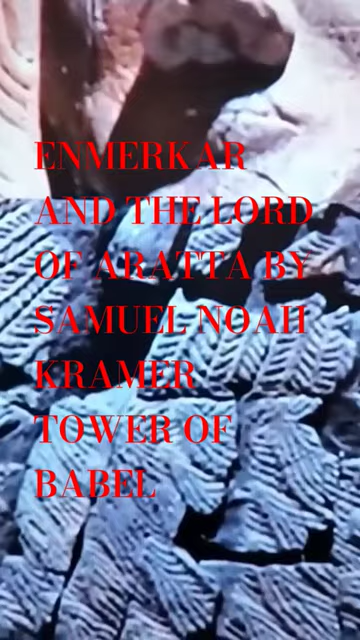 ENMERKAR
AND THE LORD
OF ARATTA BY
SAMUEL NOAH
KRAMER
TOWER OF
BABEL